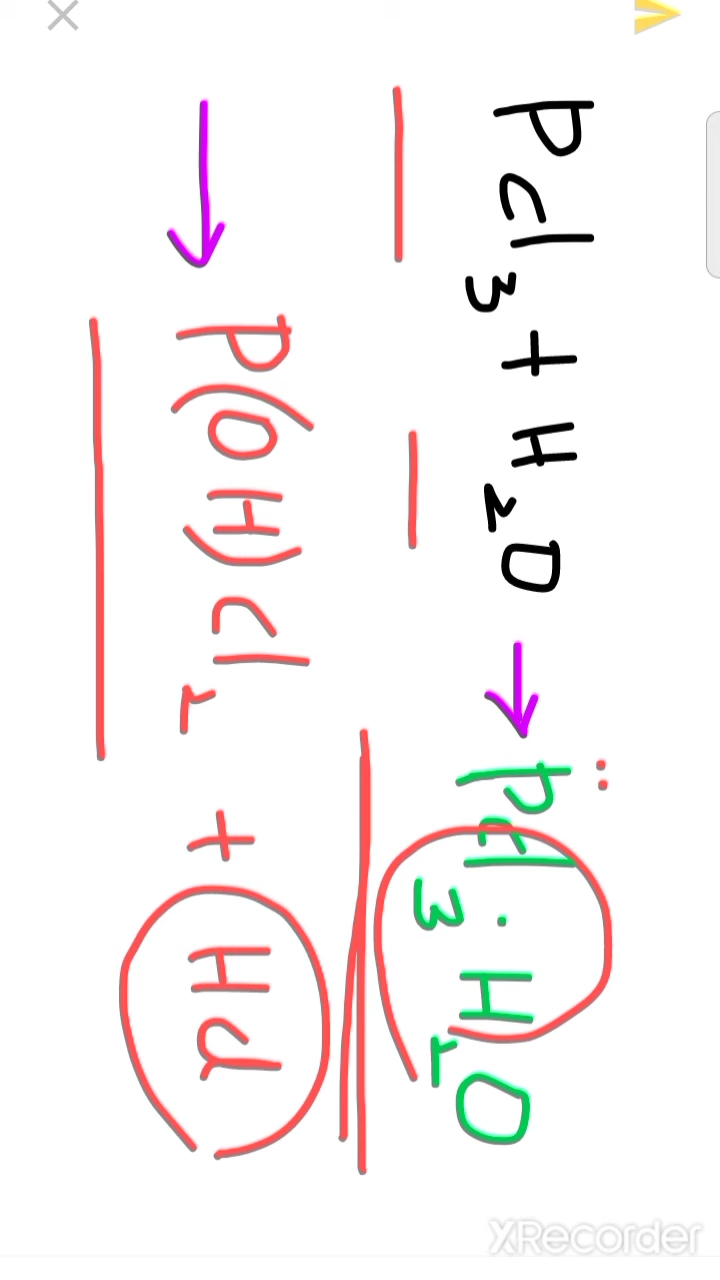 PCl₃ + H₂O → PCl₃·H₂O
→ P(OH)Cl₂ + HCl
XRecorder